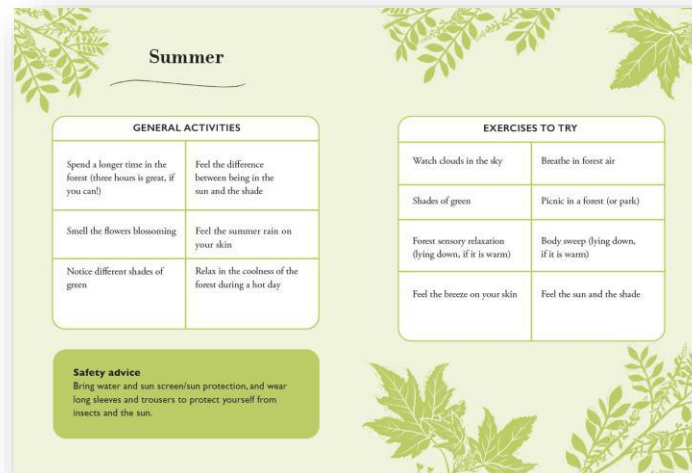 Summer
GENERAL ACTIVITIES
Spend a longer time in the
forest (three hours is great, if
you can!)
Feel the difference
between being in the
sun and the shade
Smell the flowers blossoming
Feel the summer rain on
your skin
Notice different shades of
green
Relax in the coolness of the
forest during a hot day
Safety advice
Bring water and sun screen/sun protection, and wear
long sleeves and trousers to protect yourself from
insects and the sun.
EXERCISES TO TRY
Watch clouds in the sky
Breathe in forest air
Shades of green
Picnic in a forest (or park)
Forest sensory relaxation
(lying down, if it is warm)
Body sweep (lying down,
if it is warm)
Feel the breeze on your skin
Feel the sun and the shade